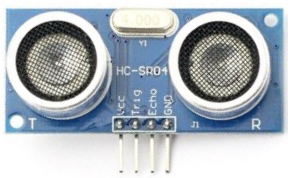 4.000
Y1
HC-SR04
Vcc
Trig
Echo
GND
T
J1
R